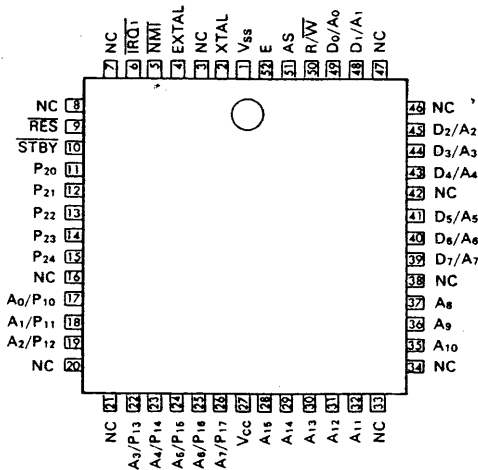 NC 7
I̅R̅Q̅₁̅ 6
N̅M̅I̅ 5
EXTAL 4
NC 3
XTAL 2
VSS 1
E 52
AS 51
R/W̅ 50
D₀/A₀ 49
D₁/A₁ 48
NC 47
NC 8
R̅E̅S̅ 9
S̅T̅B̅Y̅ 10
P₂₀ 11
P₂₁ 12
P₂₂ 13
P₂₃ 14
P₂₄ 15
NC 16
A₀/P₁₀ 17
A₁/P₁₁ 18
A₂/P₁₂ 19
NC 20
46 NC
45 D₂/A₂
44 D₃/A₃
43 D₄/A₄
42 NC
41 D₅/A₅
40 D₆/A₆
39 D₇/A₇
38 NC
37 A₈
36 A₉
35 A₁₀
34 NC
21 NC
22 A₃/P₁₃
23 A₄/P₁₄
24 A₅/P₁₅
25 A₆/P₁₆
26 A₇/P₁₇
27 VCC
28 A₁₅
29 A₁₄
30 A₁₃
31 A₁₂
32 A₁₁
33 NC